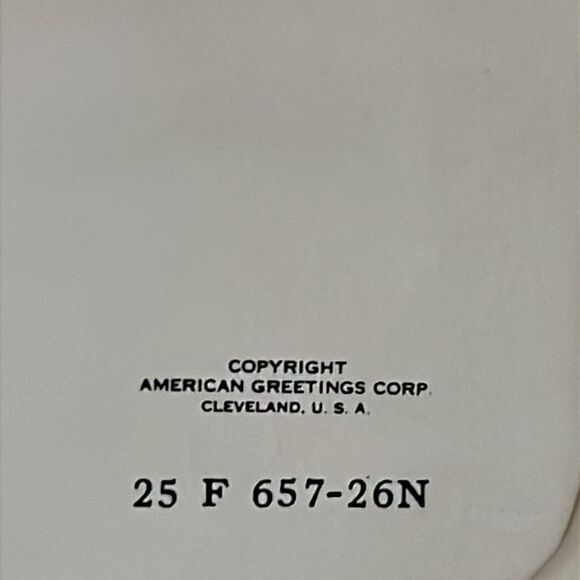 COPYRIGHT
AMERICAN GREETINGS CORP.
CLEVELAND, U. S. A.
25 F 657-26N